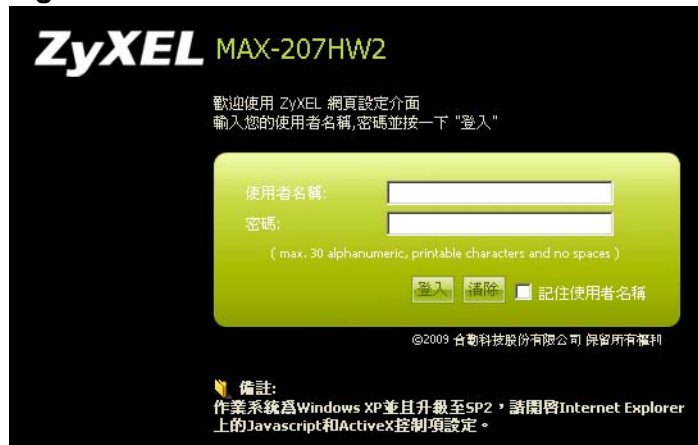 ZyXEL MAX-207HW2
歡迎使用 ZyXEL 網頁設定介面
輸入您的使用者名稱,密碼並按一下 "登入"
使用者名稱:
密碼:
( max. 30 alphanumeric, printable characters and no spaces )
登入 清除 記住使用者名稱
©2009 合勤科技股份有限公司 保留所有權利
備註:
作業系統為Windows XP並且升級至SP2，請開啓Internet Explorer
上的Javascript和ActiveX控制項設定。